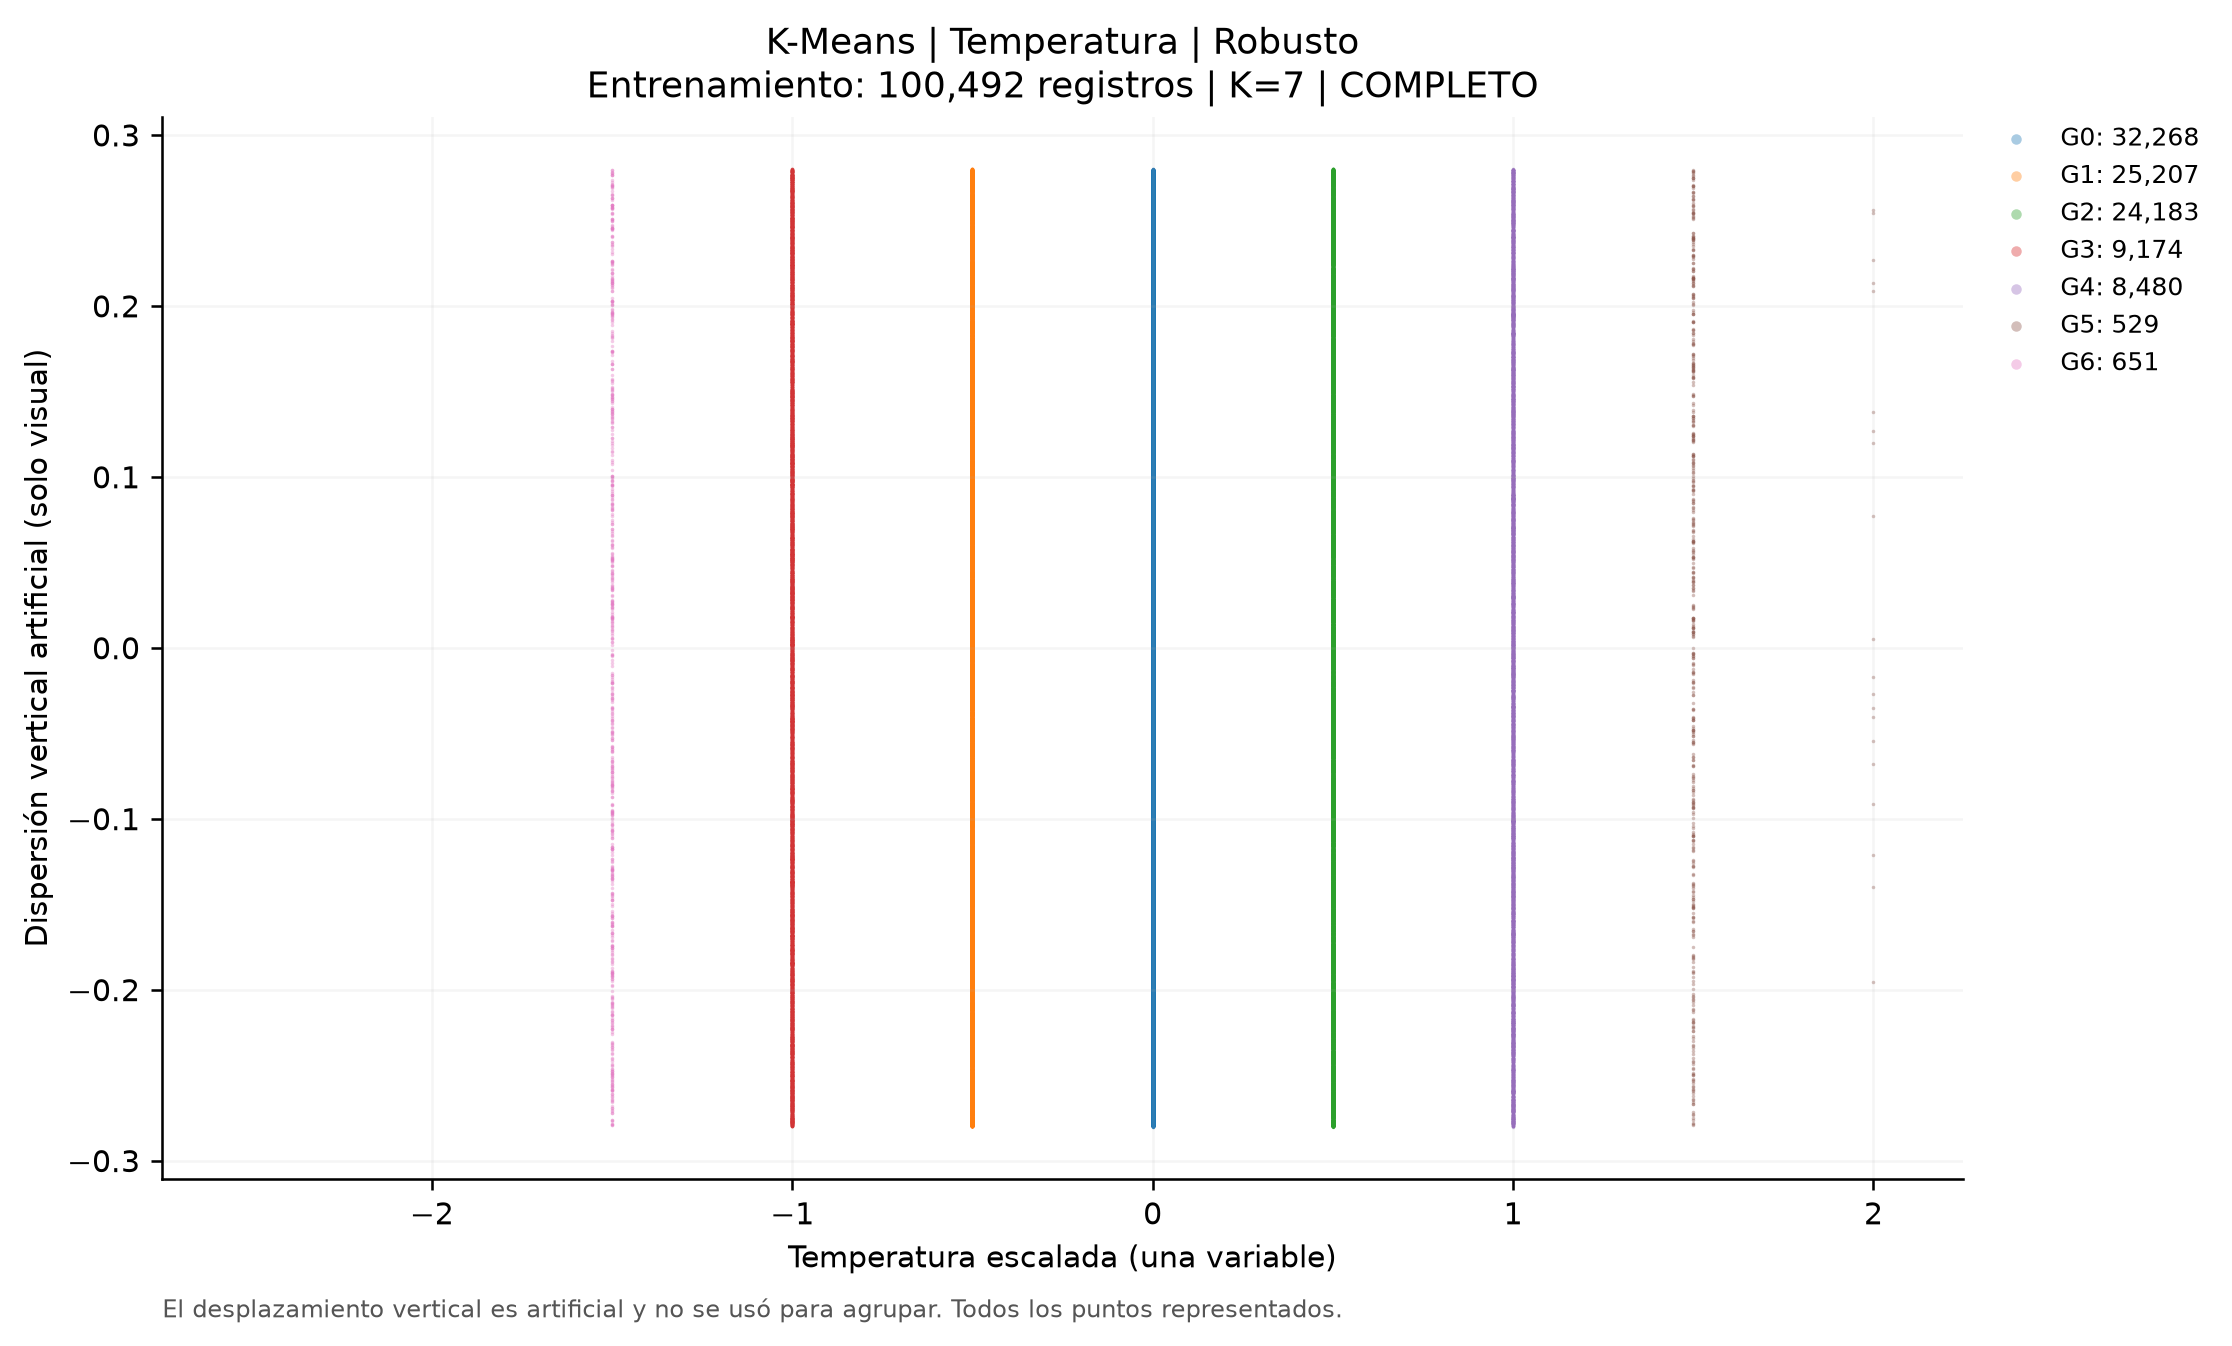 K-Means | Temperatura | Robusto
Entrenamiento: 100,492 registros | K=7 | COMPLETO
G0: 32,268
G1: 25,207
G2: 24,183
G3: 9,174
G4: 8,480
G5: 529
G6: 651
Dispersión vertical artificial (solo visual)
0.3
0.2
0.1
0.0
−0.1
−0.2
−0.3
−2
−1
0
1
2
Temperatura escalada (una variable)
El desplazamiento vertical es artificial y no se usó para agrupar. Todos los puntos representados.